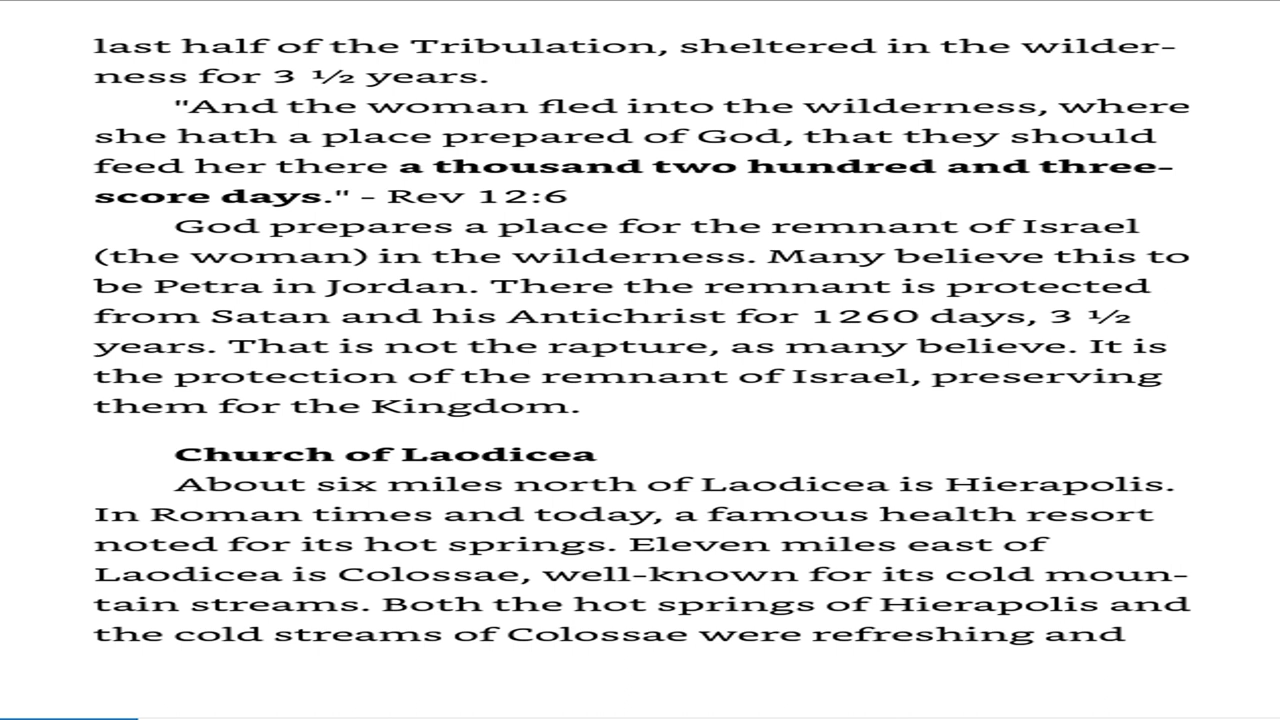 last half of the Tribulation, sheltered in the wilder-
ness for 3 ½ years.
"And the woman fled into the wilderness, where
she hath a place prepared of God, that they should
feed her there a thousand two hundred and three-
score days." – Rev 12:6
God prepares a place for the remnant of Israel
(the woman) in the wilderness. Many believe this to
be Petra in Jordan. There the remnant is protected
from Satan and his Antichrist for 1260 days, 3 ½
years. That is not the rapture, as many believe. It is
the protection of the remnant of Israel, preserving
them for the Kingdom.
Church of Laodicea
About six miles north of Laodicea is Hierapolis.
In Roman times and today, a famous health resort
noted for its hot springs. Eleven miles east of
Laodicea is Colossae, well-known for its cold moun-
tain streams. Both the hot springs of Hierapolis and
the cold streams of Colossae were refreshing and